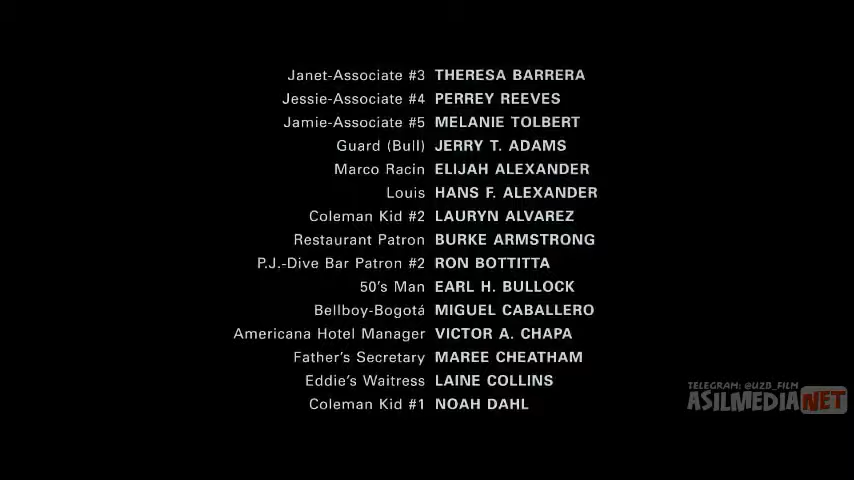 Janet-Associate #3 THERESA BARRERA
Jessie-Associate #4 PERREY REEVES
Jamie-Associate #5 MELANIE TOLBERT
Guard (Bull) JERRY T. ADAMS
Marco Racin ELIJAH ALEXANDER
Louis HANS F. ALEXANDER
Coleman Kid #2 LAURYN ALVAREZ
Restaurant Patron BURKE ARMSTRONG
P.J.-Dive Bar Patron #2 RON BOTTITTA
50's Man EARL H. BULLOCK
Bellboy-Bogotá MIGUEL CABALLERO
Americana Hotel Manager VICTOR A. CHAPA
Father's Secretary MAREE CHEATHAM
Eddie's Waitress LAINE COLLINS
Coleman Kid #1 NOAH DAHL
TELEGRAM: @UZB_FILM
ASILMEDIA NET